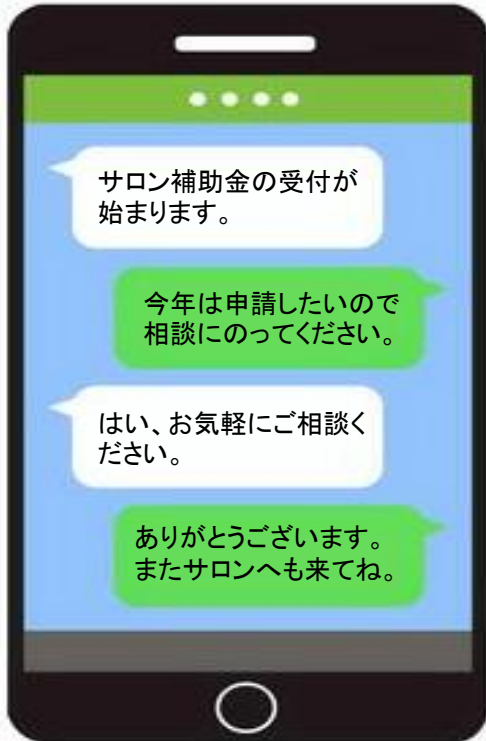 サロン補助金の受付が
始まります。
今年は申請したいので
相談にのってください。
はい、お気軽にご相談く
ださい。
ありがとうございます。
またサロンへも来てね。